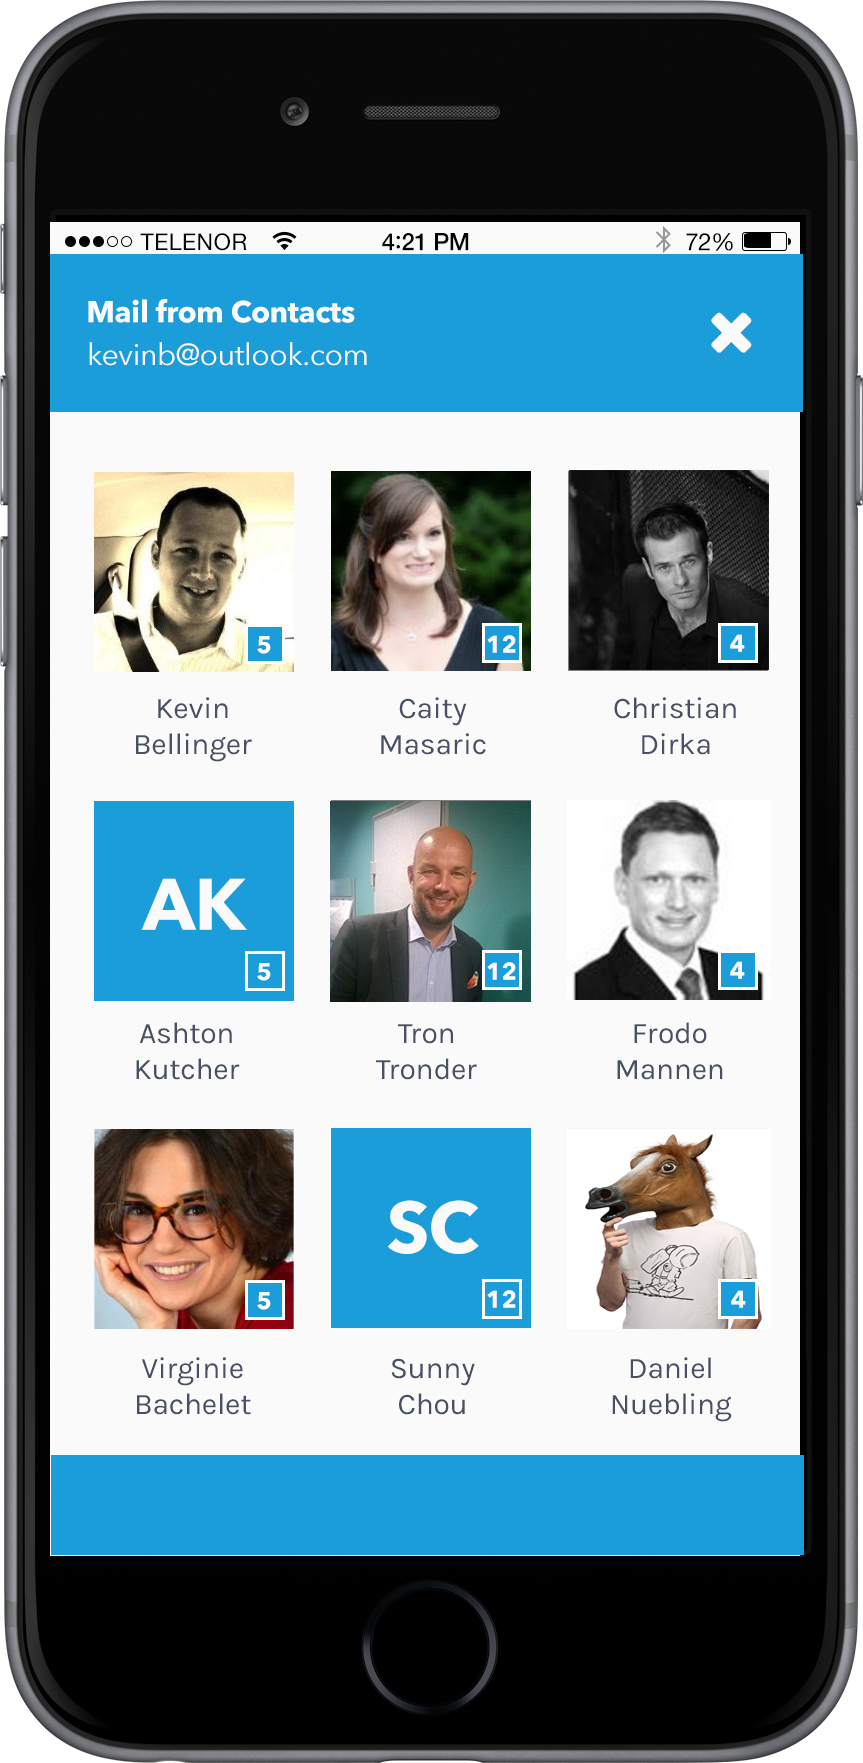 TELENOR 4:21 PM 72%
Mail from Contacts
kevinb@outlook.com
5 12 4
Kevin Caity Christian
Bellinger Masaric Dirka
AK
5 12 4
Ashton Tron Frodo
Kutcher Tronder Mannen
SC
5 12 4
Virginie Sunny Daniel
Bachelet Chou Nuebling